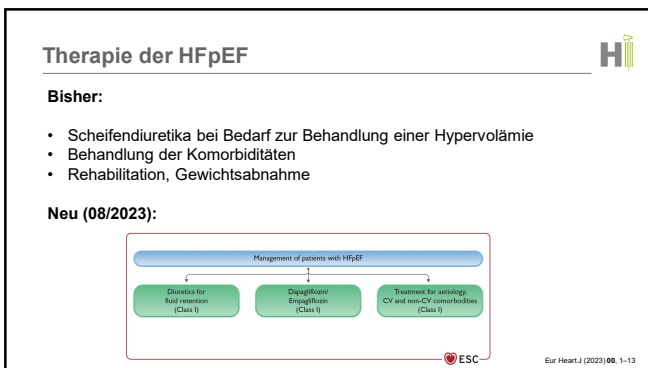 Therapie der HFpEF
Hi
Bisher:
• Scheifendiuretika bei Bedarf zur Behandlung einer Hypervolämie
• Behandlung der Komorbiditäten
• Rehabilitation, Gewichtsabnahme
Neu (08/2023):
Management of patients with HFpEF
Diuretics for
fluid retention
(Class I)
Dapagliflozin/
Empagliflozin
(Class I)
Treatment for aetiology,
CV and non-CV comorbodities
(Class I)
ESC
Eur Heart J (2023) 00, 1–13